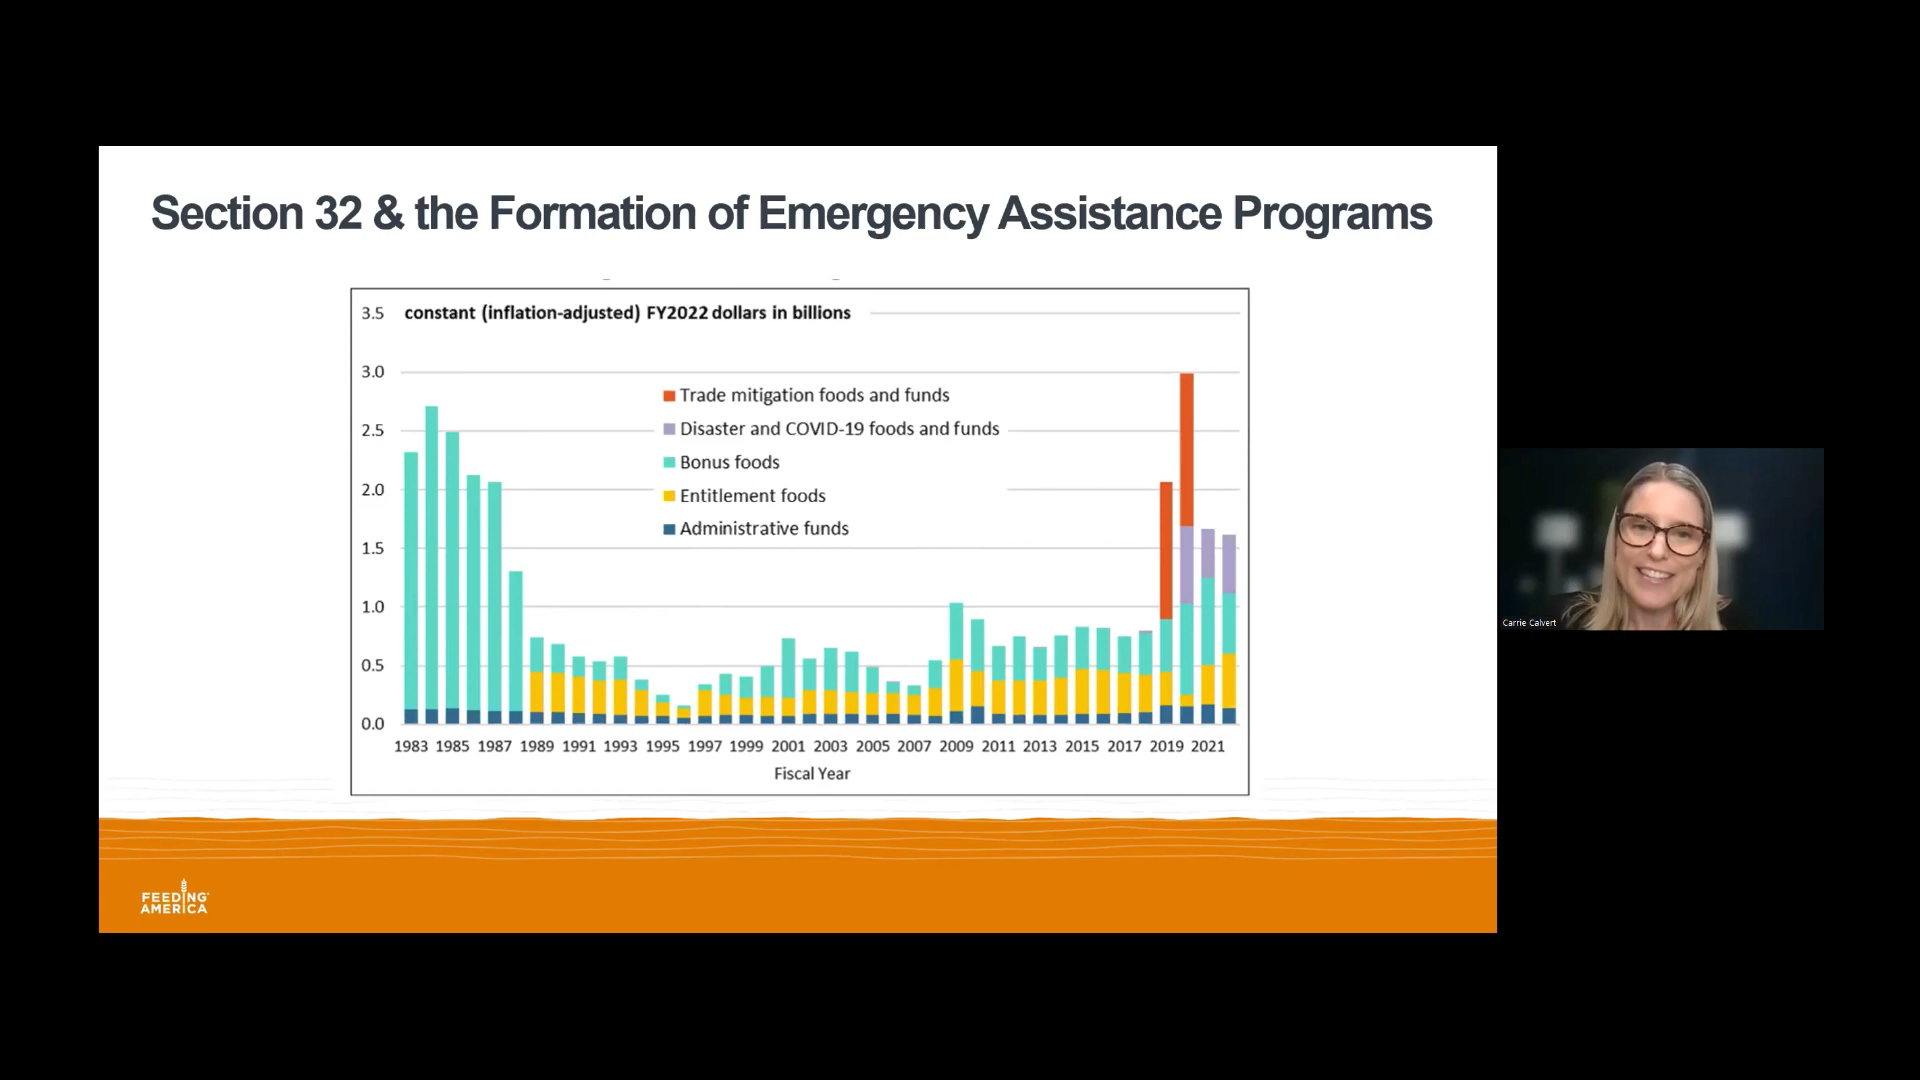 Section 32 & the Formation of Emergency Assistance Programs
3.5 constant (inflation-adjusted) FY2022 dollars in billions
3.0
Trade mitigation foods and funds
2.5
Disaster and COVID-19 foods and funds
Bonus foods
2.0
Entitlement foods
Administrative funds
1.5
1.0
0.5
0.0
1983 1985 1987 1989 1991 1993 1995 1997 1999 2001 2003 2005 2007 2009 2011 2013 2015 2017 2019 2021
Fiscal Year
Carrie Calvert
FEEDING
AMERICA